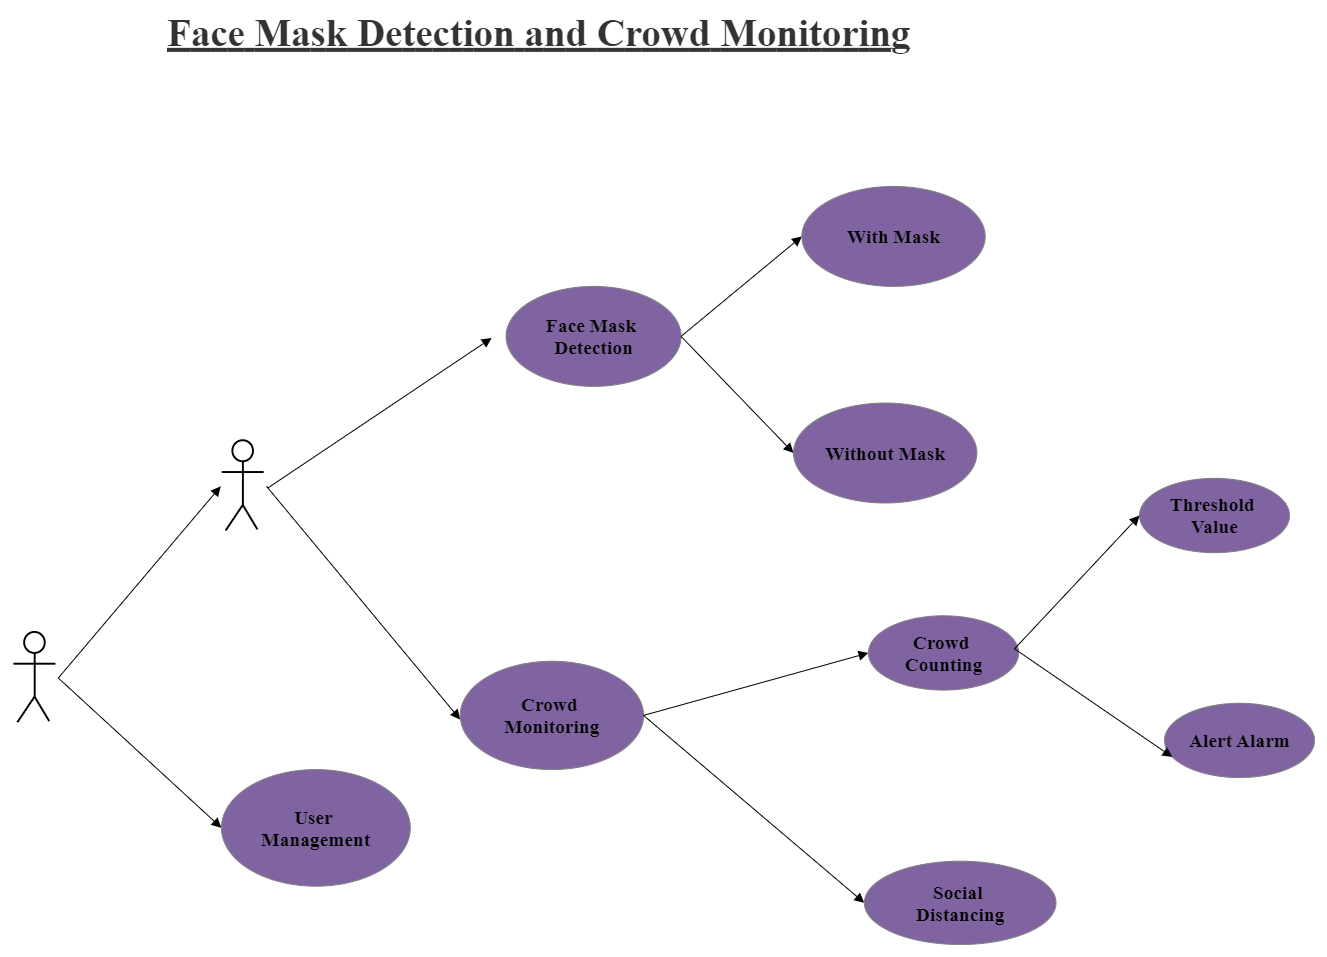 Face Mask Detection and Crowd Monitoring
With Mask
Face Mask
Detection
Without Mask
Threshold
Value
Crowd
Counting
Crowd
Monitoring
Alert Alarm
User
Management
Social
Distancing